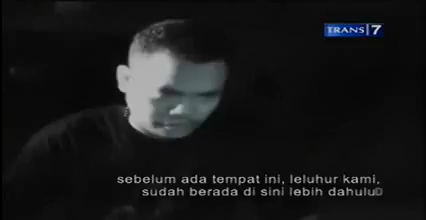 TRANS 7
sebelum ada tempat ini, leluhur kami,
sudah berada di sini lebih dahulu